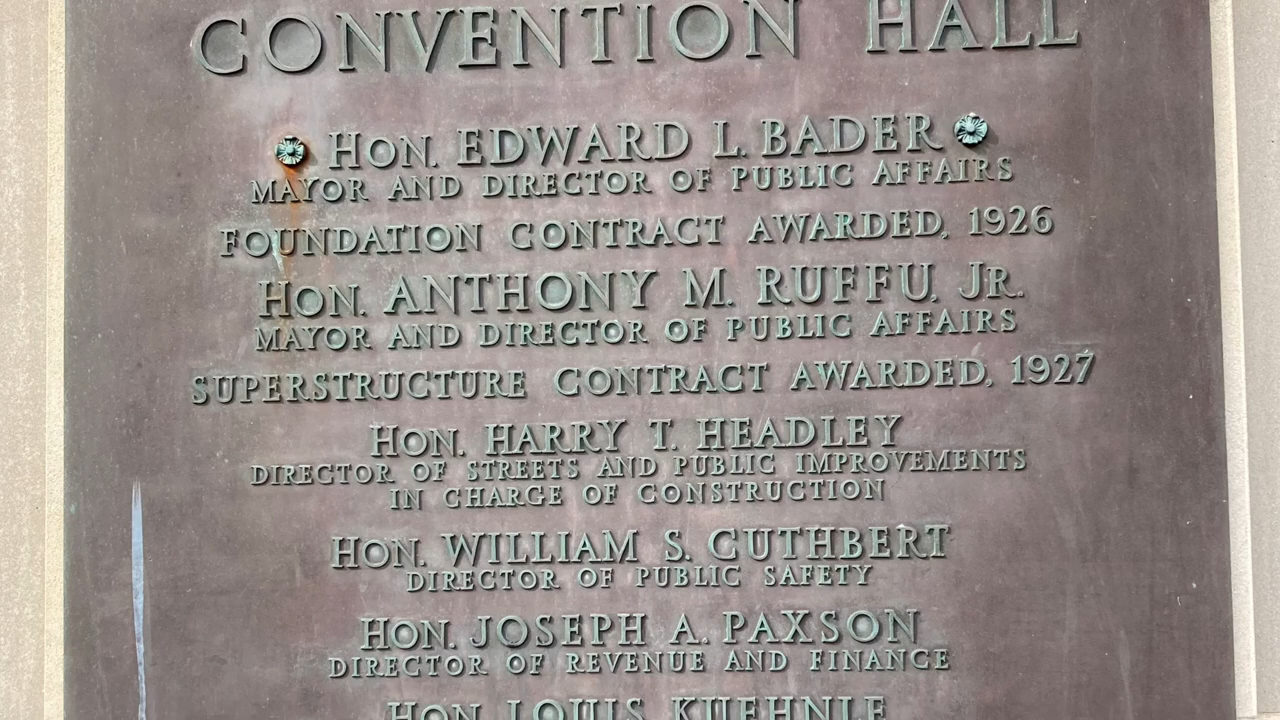 CONVENTION HALL
HON. EDWARD L. BADER
MAYOR AND DIRECTOR OF PUBLIC AFFAIRS
FOUNDATION CONTRACT AWARDED, 1926
HON. ANTHONY M. RUFFU, JR.
MAYOR AND DIRECTOR OF PUBLIC AFFAIRS
SUPERSTRUCTURE CONTRACT AWARDED, 1927
HON. HARRY T. HEADLEY
DIRECTOR OF STREETS AND PUBLIC IMPROVEMENTS
IN CHARGE OF CONSTRUCTION
HON. WILLIAM S. CUTHBERT
DIRECTOR OF PUBLIC SAFETY
HON. JOSEPH A. PAXSON
DIRECTOR OF REVENUE AND FINANCE
HON. LOUIS KUEHNLE